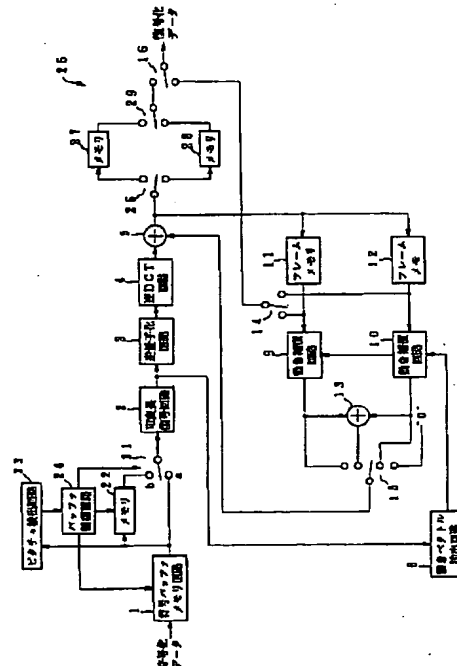 符号化
データ
1
符号バッファ
メモリ回路
23
ピクチャ検出回路
24
バッファ
制御回路
22
メモリ
21
b
a
2
可変長
復号回路
3
逆量子化
回路
4
逆DCT
回路
5
26
27
メモリ
28
メモリ
29
16
復号化
データ
25
11
フレーム
メモリ
12
フレーム
メモリ
14
9
動き補償
回路
10
動き補償
回路
13
15
"0"
8
動きベクトル